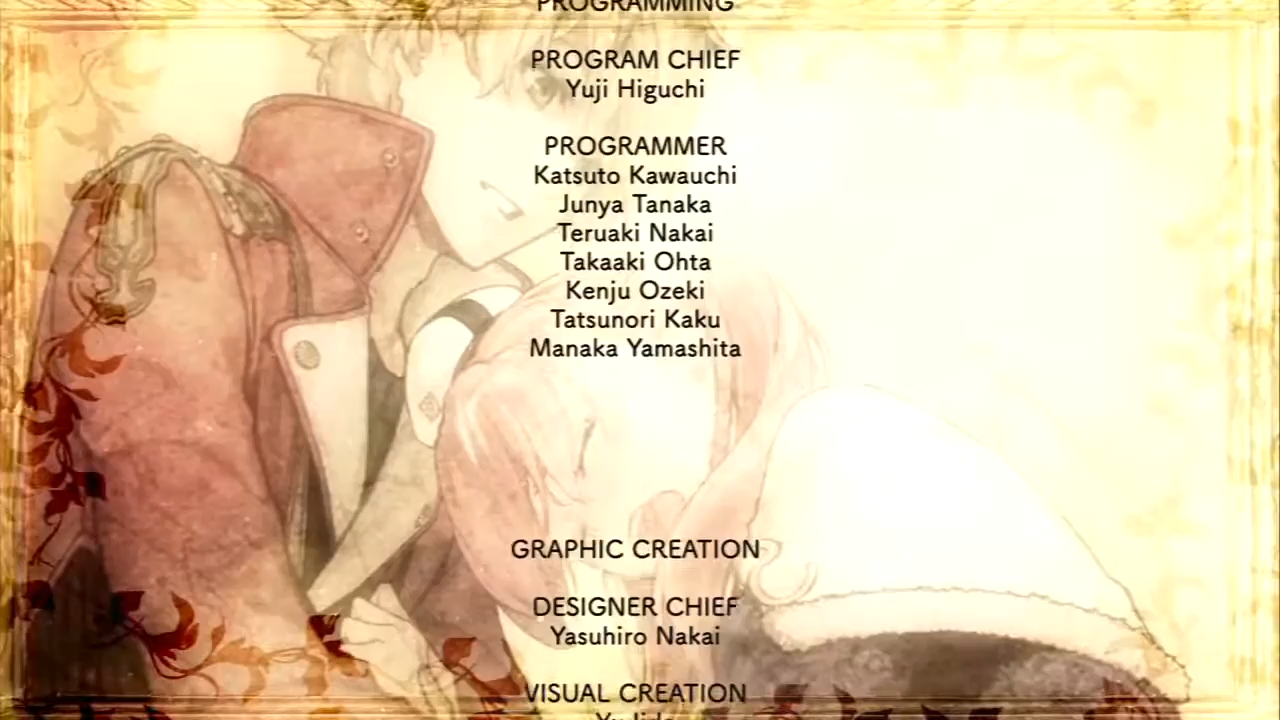 PROGRAMMING
PROGRAM CHIEF
Yuji Higuchi
PROGRAMMER
Katsuto Kawauchi
Junya Tanaka
Teruaki Nakai
Takaaki Ohta
Kenju Ozeki
Tatsunori Kaku
Manaka Yamashita
GRAPHIC CREATION
DESIGNER CHIEF
Yasuhiro Nakai
VISUAL CREATION